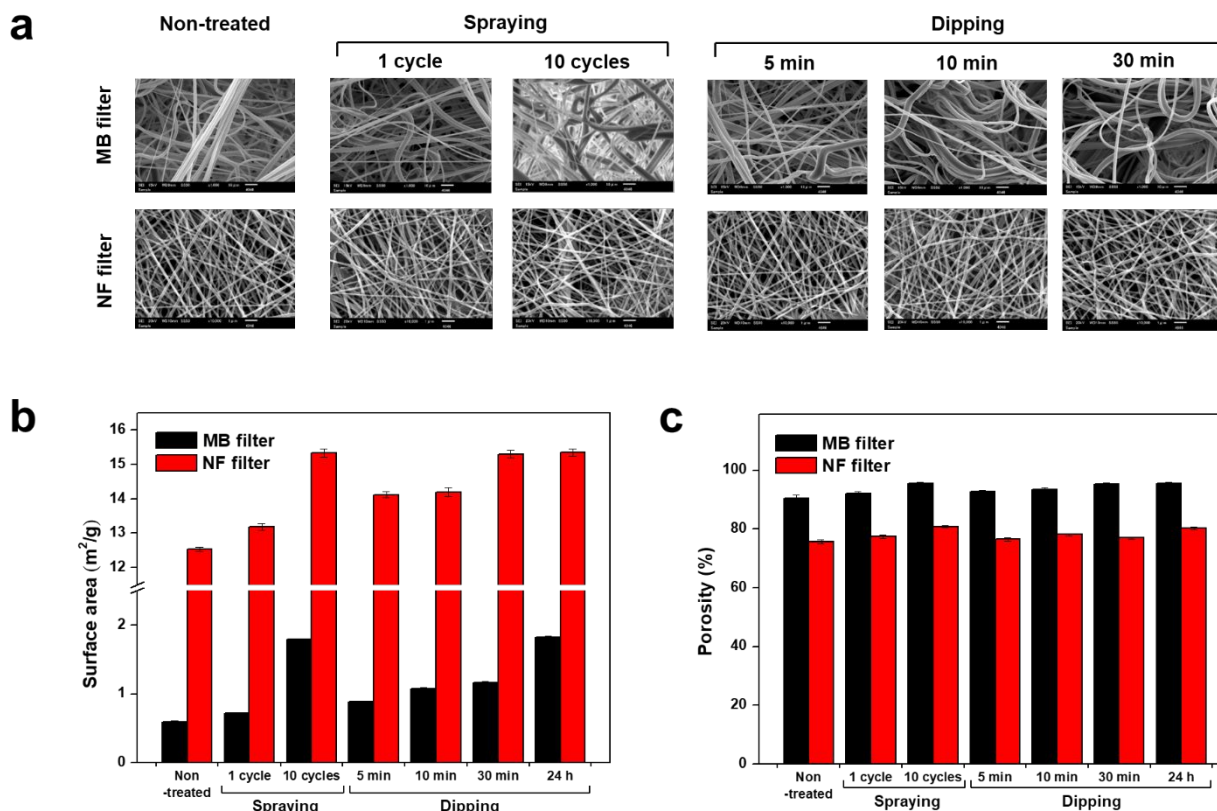 a
Non-treated
Spraying
Dipping
1 cycle
10 cycles
5 min
10 min
30 min
MB filter
NF filter
b
16
15
14
13
12
2
1
0
Surface area (m²/g)
MB filter
NF filter
Non
-treated
1 cycle
10 cycles
5 min
10 min
30 min
24 h
Spraying
Dipping
c
100
80
60
40
20
0
Porosity (%)
MB filter
NF filter
Non
-treated
1 cycle
10 cycles
5 min
10 min
30 min
24 h
Spraying
Dipping